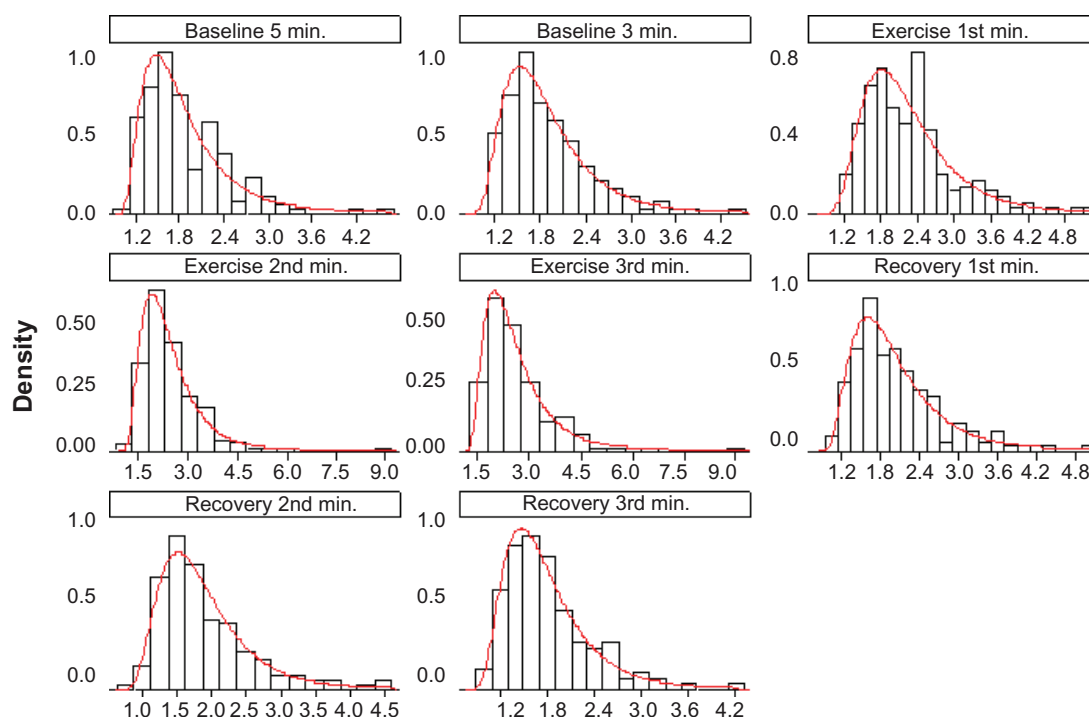 Baseline 5 min. Baseline 3 min. Exercise 1st min.
1.0 1.0 0.8
0.5 0.5 0.4
0.0 0.0 0.0
1.2 1.8 2.4 3.0 3.6 4.2 1.2 1.8 2.4 3.0 3.6 4.2 1.2 1.8 2.4 3.0 3.6 4.2 4.8
Exercise 2nd min. Exercise 3rd min. Recovery 1st min.
Density
1.0
0.50 0.50
0.5
0.25 0.25
0.00 0.00 0.0
1.5 3.0 4.5 6.0 7.5 9.0 1.5 3.0 4.5 6.0 7.5 9.0 1.2 1.8 2.4 3.0 3.6 4.2 4.8
Recovery 2nd min. Recovery 3rd min.
1.0 1.0
0.5 0.5
0.0 0.0
1.0 1.5 2.0 2.5 3.0 3.5 4.0 4.5 1.2 1.8 2.4 3.0 3.6 4.2